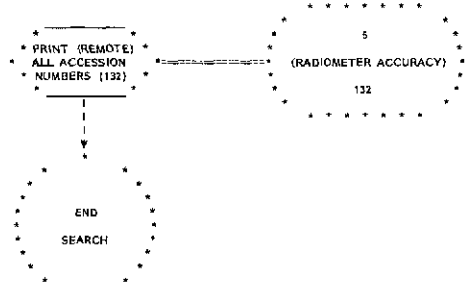 PRINT (REMOTE)
ALL ACCESSION
NUMBERS (132)
5
(RADIOMETER ACCURACY)
132
END
SEARCH